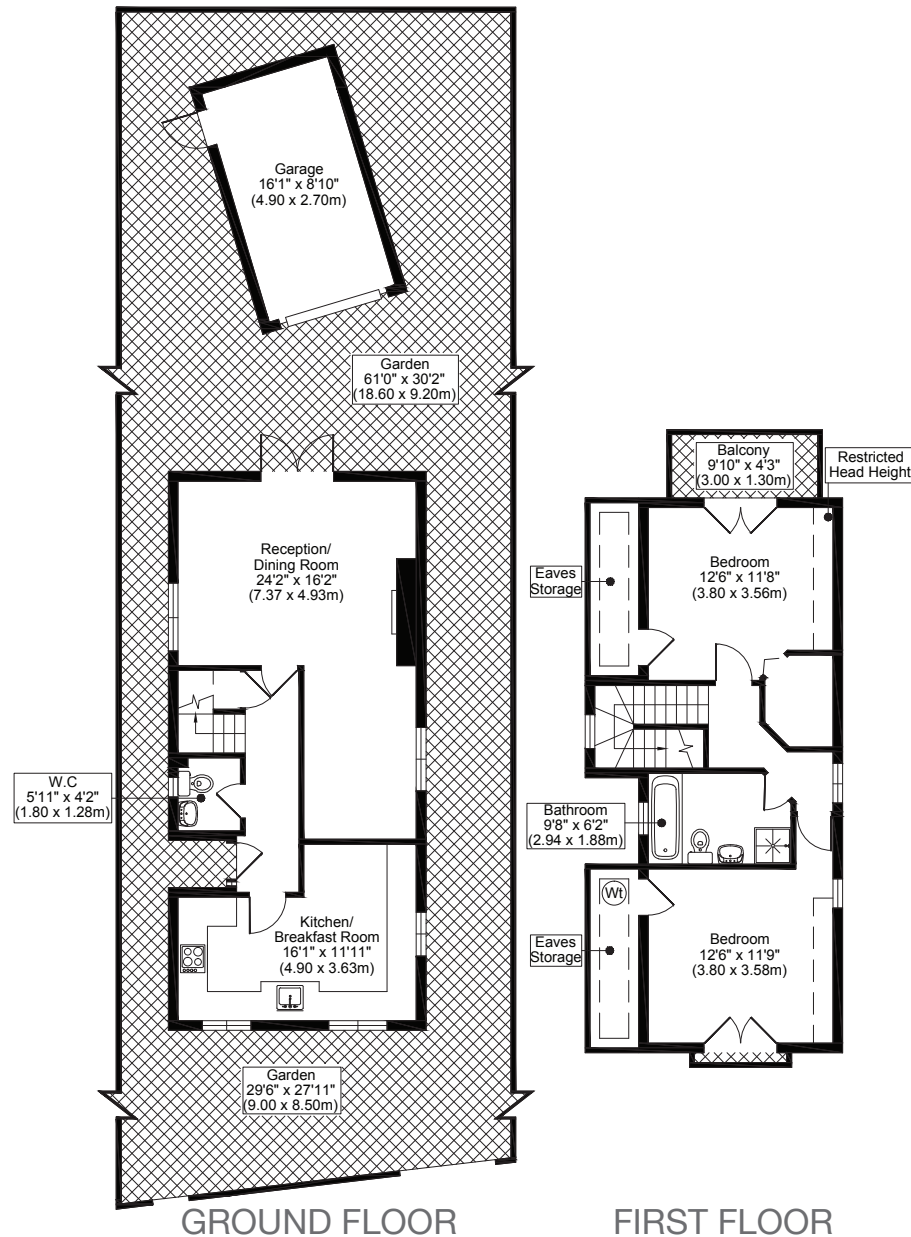 Garage
16'1" x 8'10"
(4.90 x 2.70m)
Garden
61'0" x 30'2"
(18.60 x 9.20m)
Reception/
Dining Room
24'2" x 16'2"
(7.37 x 4.93m)
W.C
5'11" x 4'2"
(1.80 x 1.28m)
Kitchen/
Breakfast Room
16'1" x 11'11"
(4.90 x 3.63m)
Garden
29'6" x 27'11"
(9.00 x 8.50m)
GROUND FLOOR
Balcony
9'10" x 4'3"
(3.00 x 1.30m)
Restricted
Head Height
Bedroom
12'6" x 11'8"
(3.80 x 3.56m)
Eaves
Storage
Bathroom
9'8" x 6'2"
(2.94 x 1.88m)
Wt
Bedroom
12'6" x 11'9"
(3.80 x 3.58m)
Eaves
Storage
FIRST FLOOR